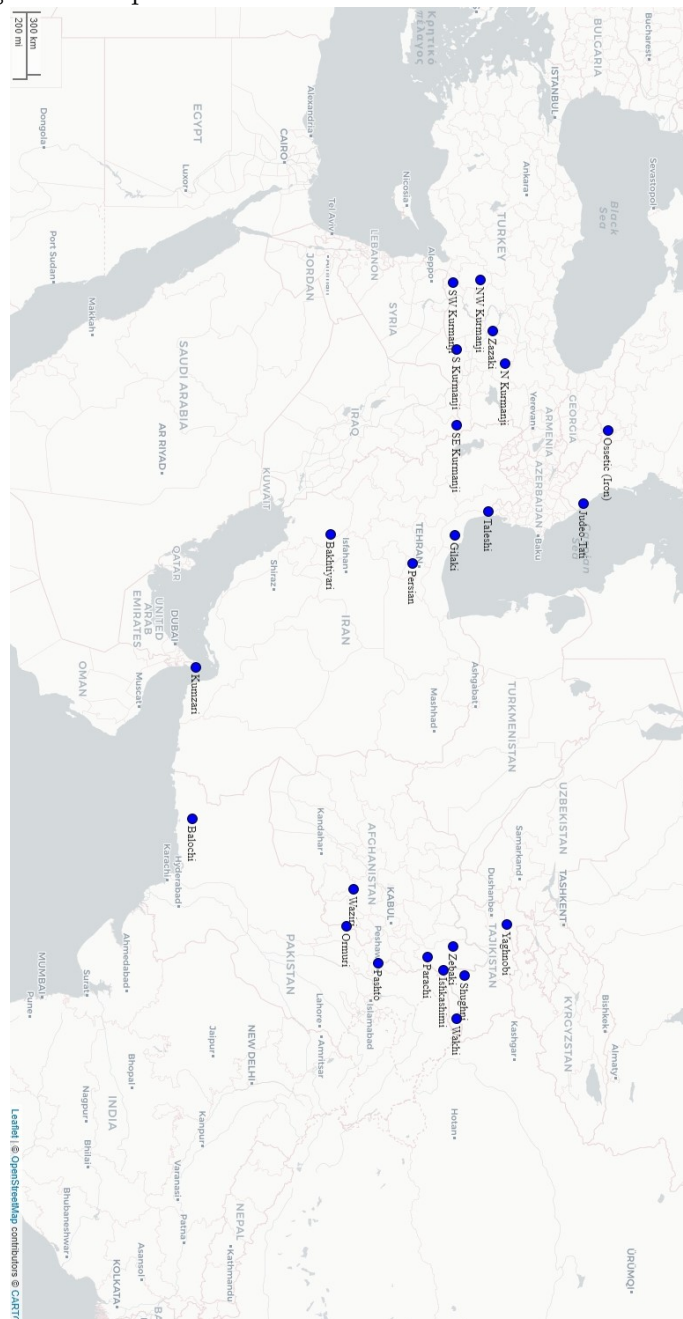 Bucharest
BULGARIA
ISTANBUL
Sevastopol
Black
Sea
Ankara
TURKEY
Κρητικό
πέλαγος
Nicosia
Aleppo
LEBANON
SYRIA
Tel Aviv
JORDAN
Alexandria
CAIRO
EGYPT
Luxor
Dongola
Port Sudan
Makkah
SAUDI ARABIA
AR RIYAD
IRAQ
KUWAIT
NW Kurmanji
SW Kurmanji
Zazaki
S Kurmanji
N Kurmanji
SE Kurmanji
Ossetic (Iron)
GEORGIA
ARMENIA
Yerevan
AZERBAIJAN
Baku
Judeo-Tati
Sea
Taleshi
Gilaki
TEHRAN
Persian
Isfahan
Bakhtiyari
Shiraz
IRAN
QATAR
DUBAI
UNITED
ARAB
EMIRATES
OMAN
Muscat
Kumzari
Ashgabat
Mashhad
TURKMENISTAN
UZBEKISTAN
Samarkand
TASHKENT
Dushanbe
TAJIKISTAN
Yaghnobi
KYRGYZSTAN
Bishkek
Almaty
Kashgar
Hotan
ÜRÜMQI
Kandahar
AFGHANISTAN
KABUL
Waziri
Ormuri
Pashto
Parachi
Zebaki
Ishkashimi
Shughni
Wakhi
Islamabad
PAKISTAN
Lahore
Amritsar
Balochi
Hyderabad
Karachi
Ahmedabad
MUMBAI
Surat
Pune
NEW DELHI
Jaipur
Bhopal
Kanpur
Nagpur
INDIA
Bhilai
Varanasi
Patna
NEPAL
Kathmandu
Bhubaneshwar
Asansol
KOLKATA
BA
300 km
200 mi
Leaflet | © OpenStreetMap contributors © CARTO